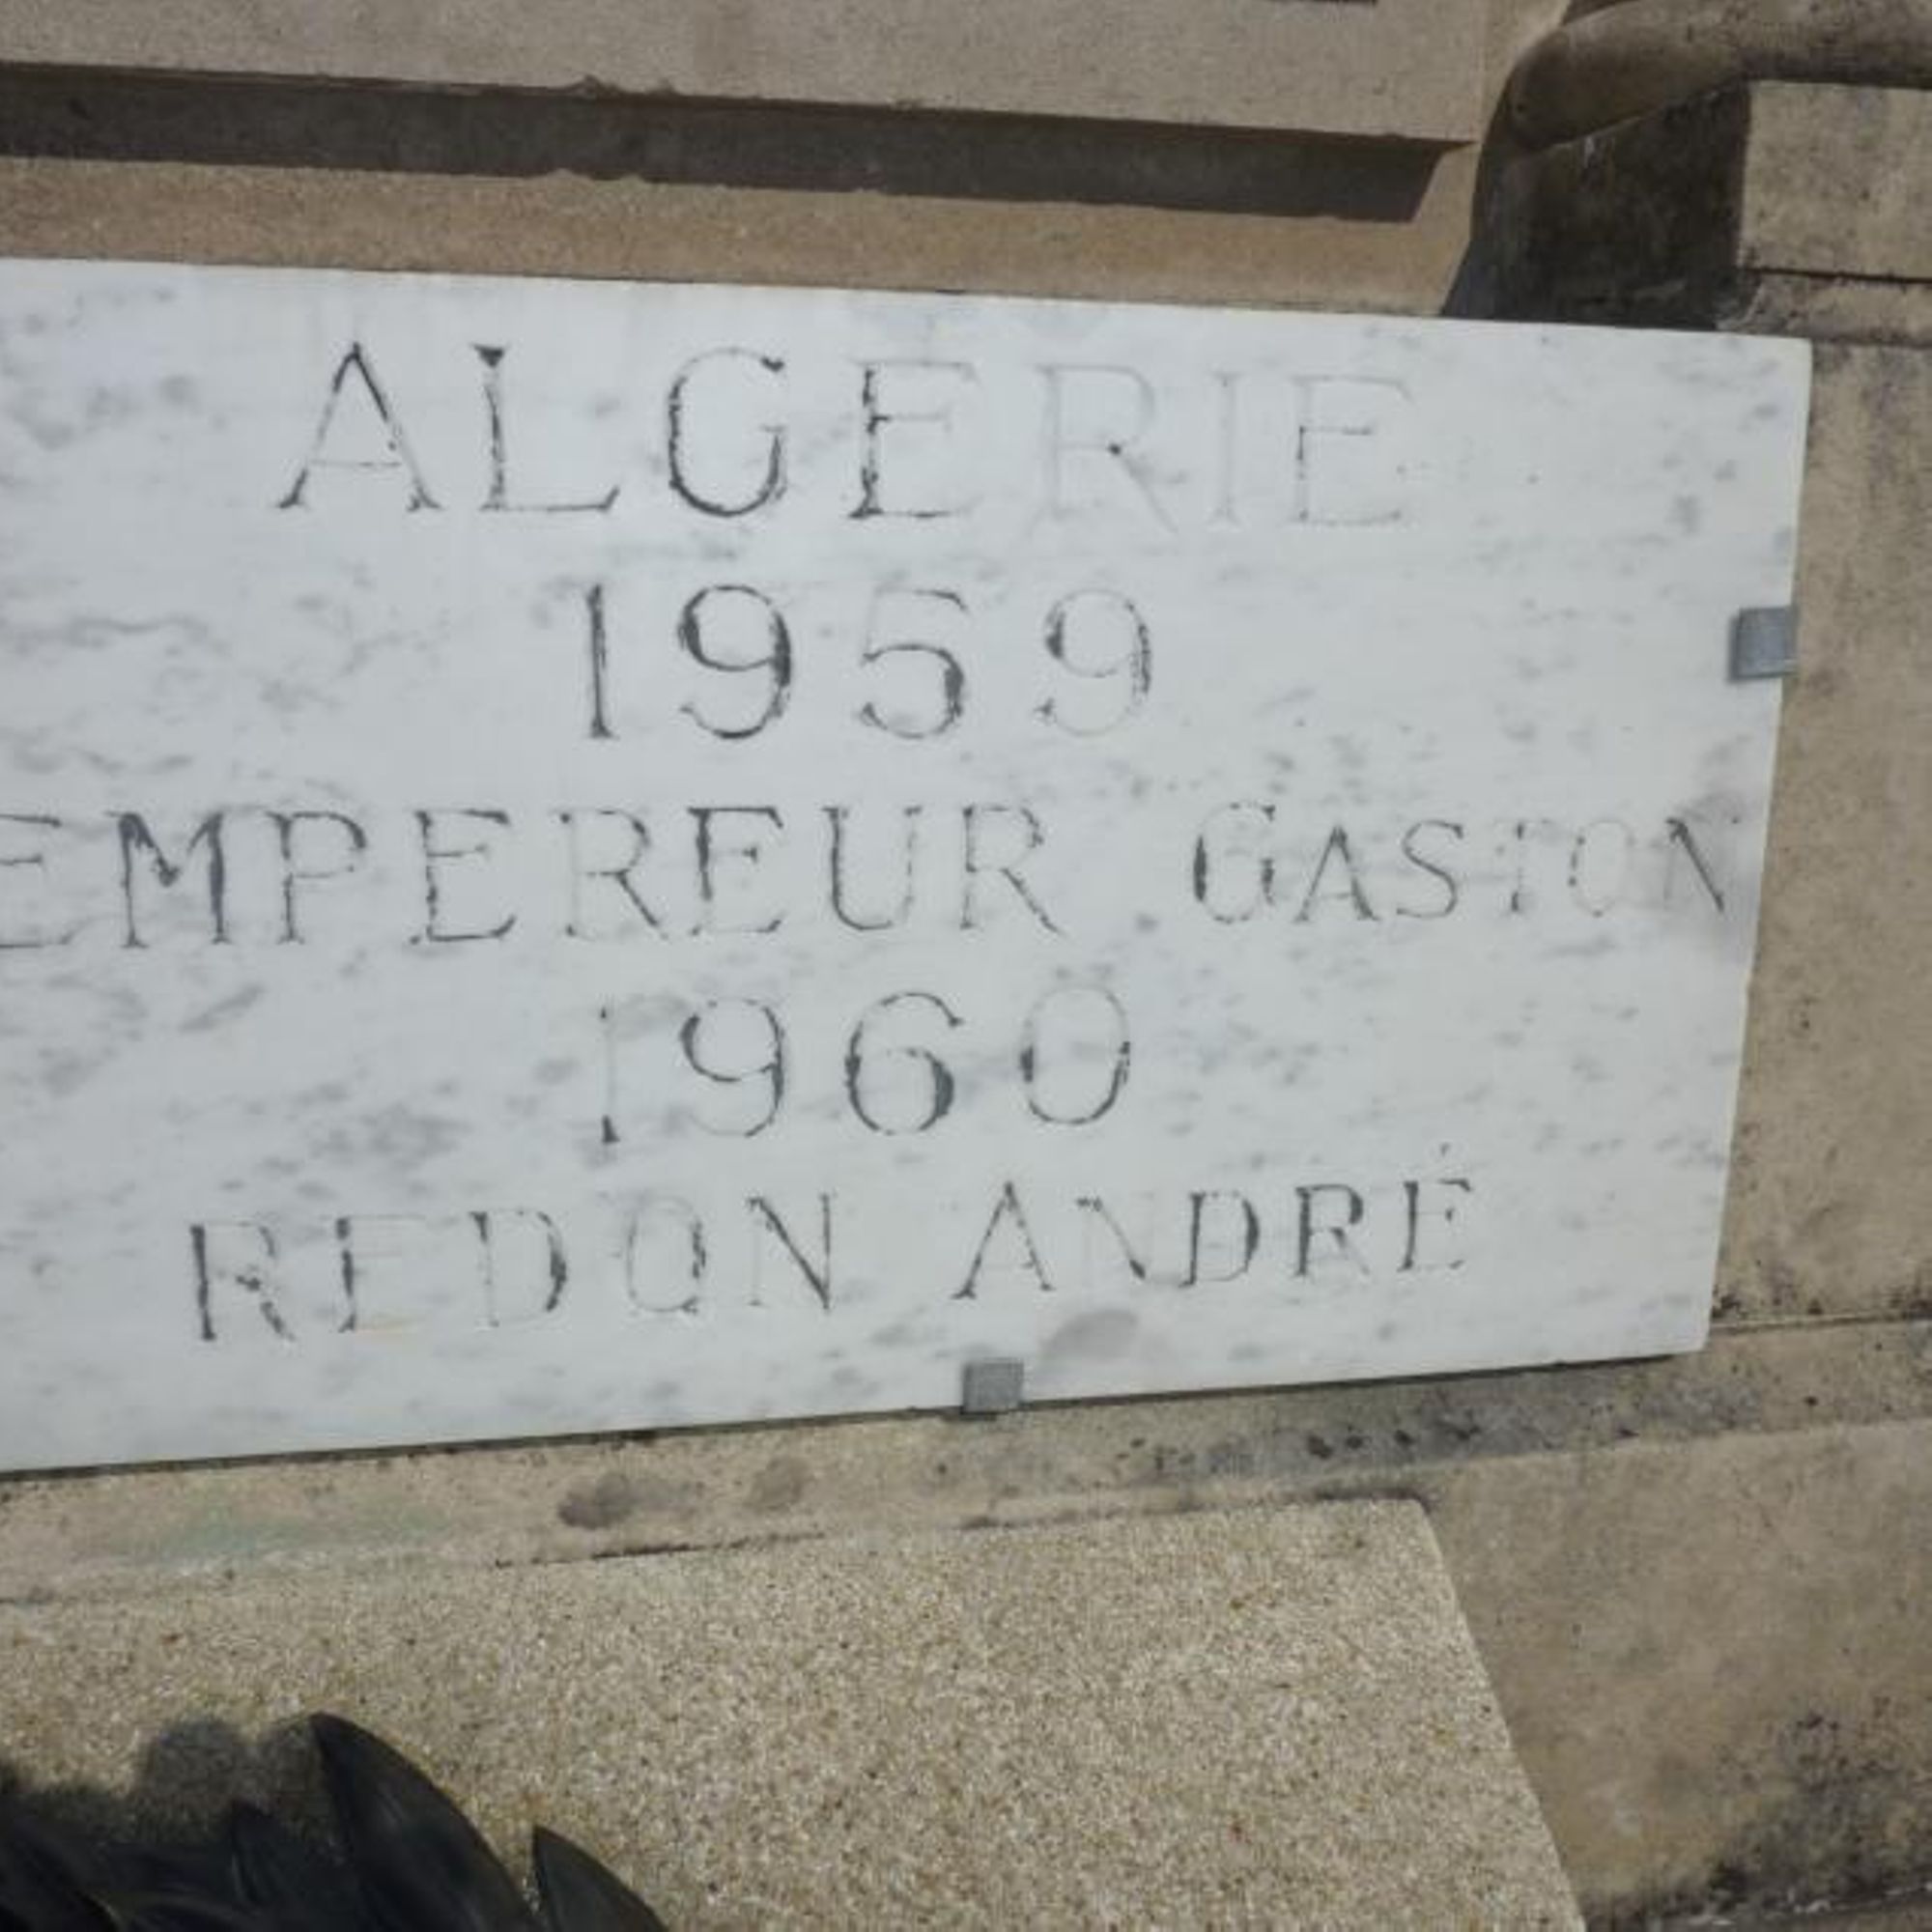 ALGERIE
1959
EMPEREUR GASTON
1960
REDON ANDRÉ